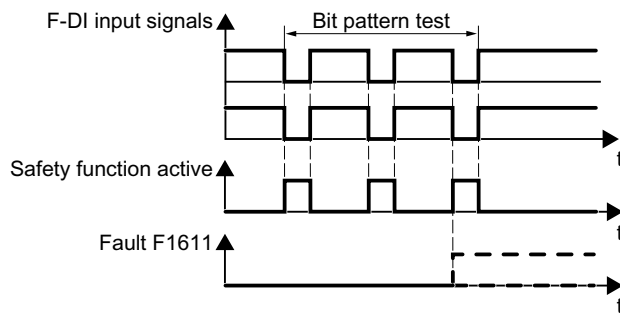 F-DI input signals
Bit pattern test
t
Safety function active
t
Fault F1611
t